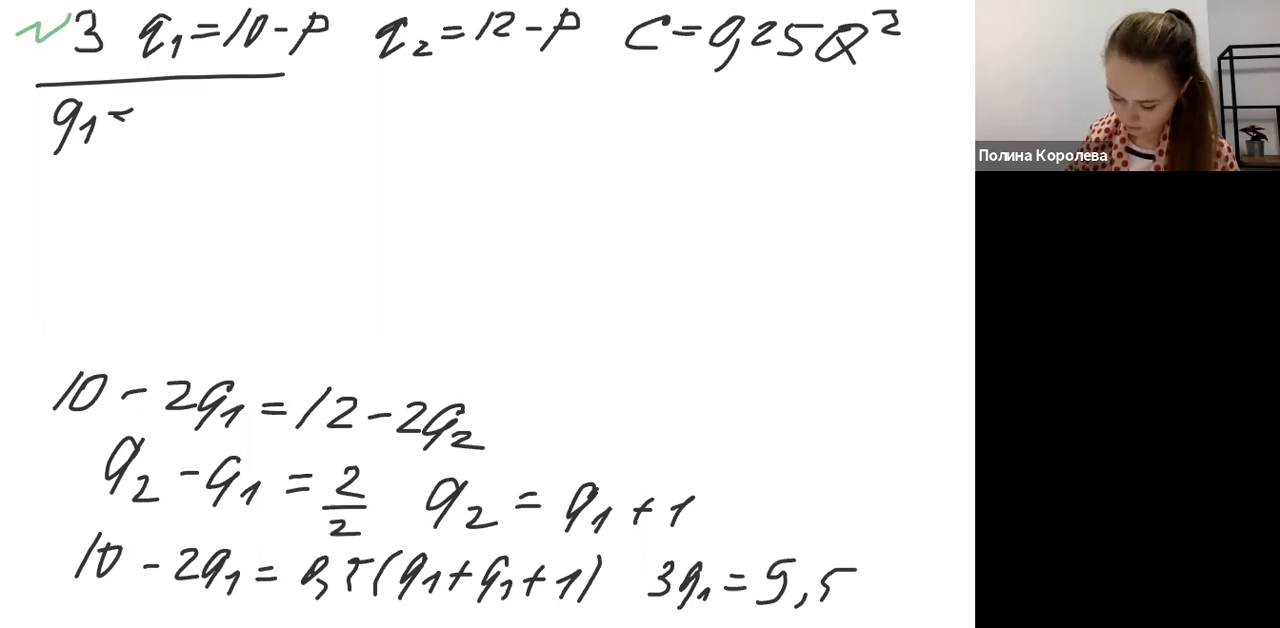 №3 q₁=10-p q₂=12-p C=0,25Q²
q₁=
Полина Королева
10-2q₁=12-2q₂
q₂-q₁=2/2 q₂=q₁+1
10-2q₁=0,5(q₁+q₁+1) 3q₁=9,5